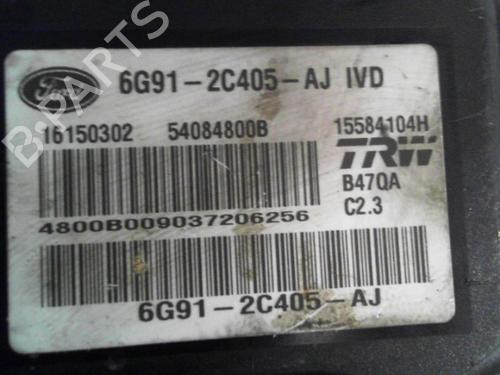 Ford
6G91-2C405-AJ IVD
16150302 54084800B 15584104H
TRW
B47QA
C2.3
4800B009037206256
6G91-2C405-AJ
B-PARTS